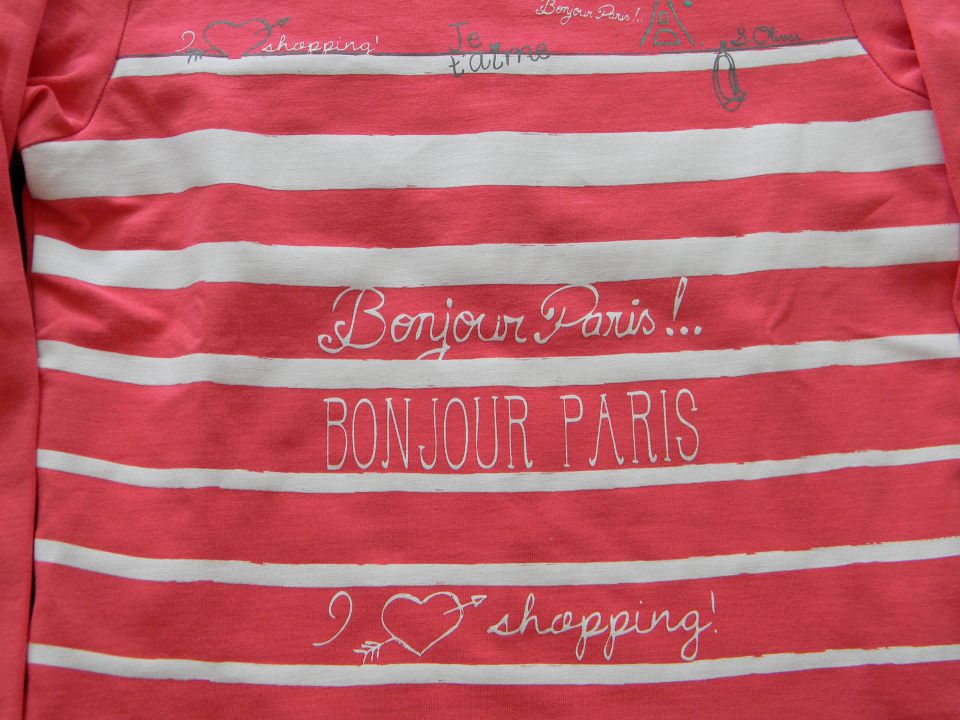 Bonjour Paris!..
I shopping!
Je t'aime
S.Oliver
Bonjour Paris!..
BONJOUR PARIS
I shopping!